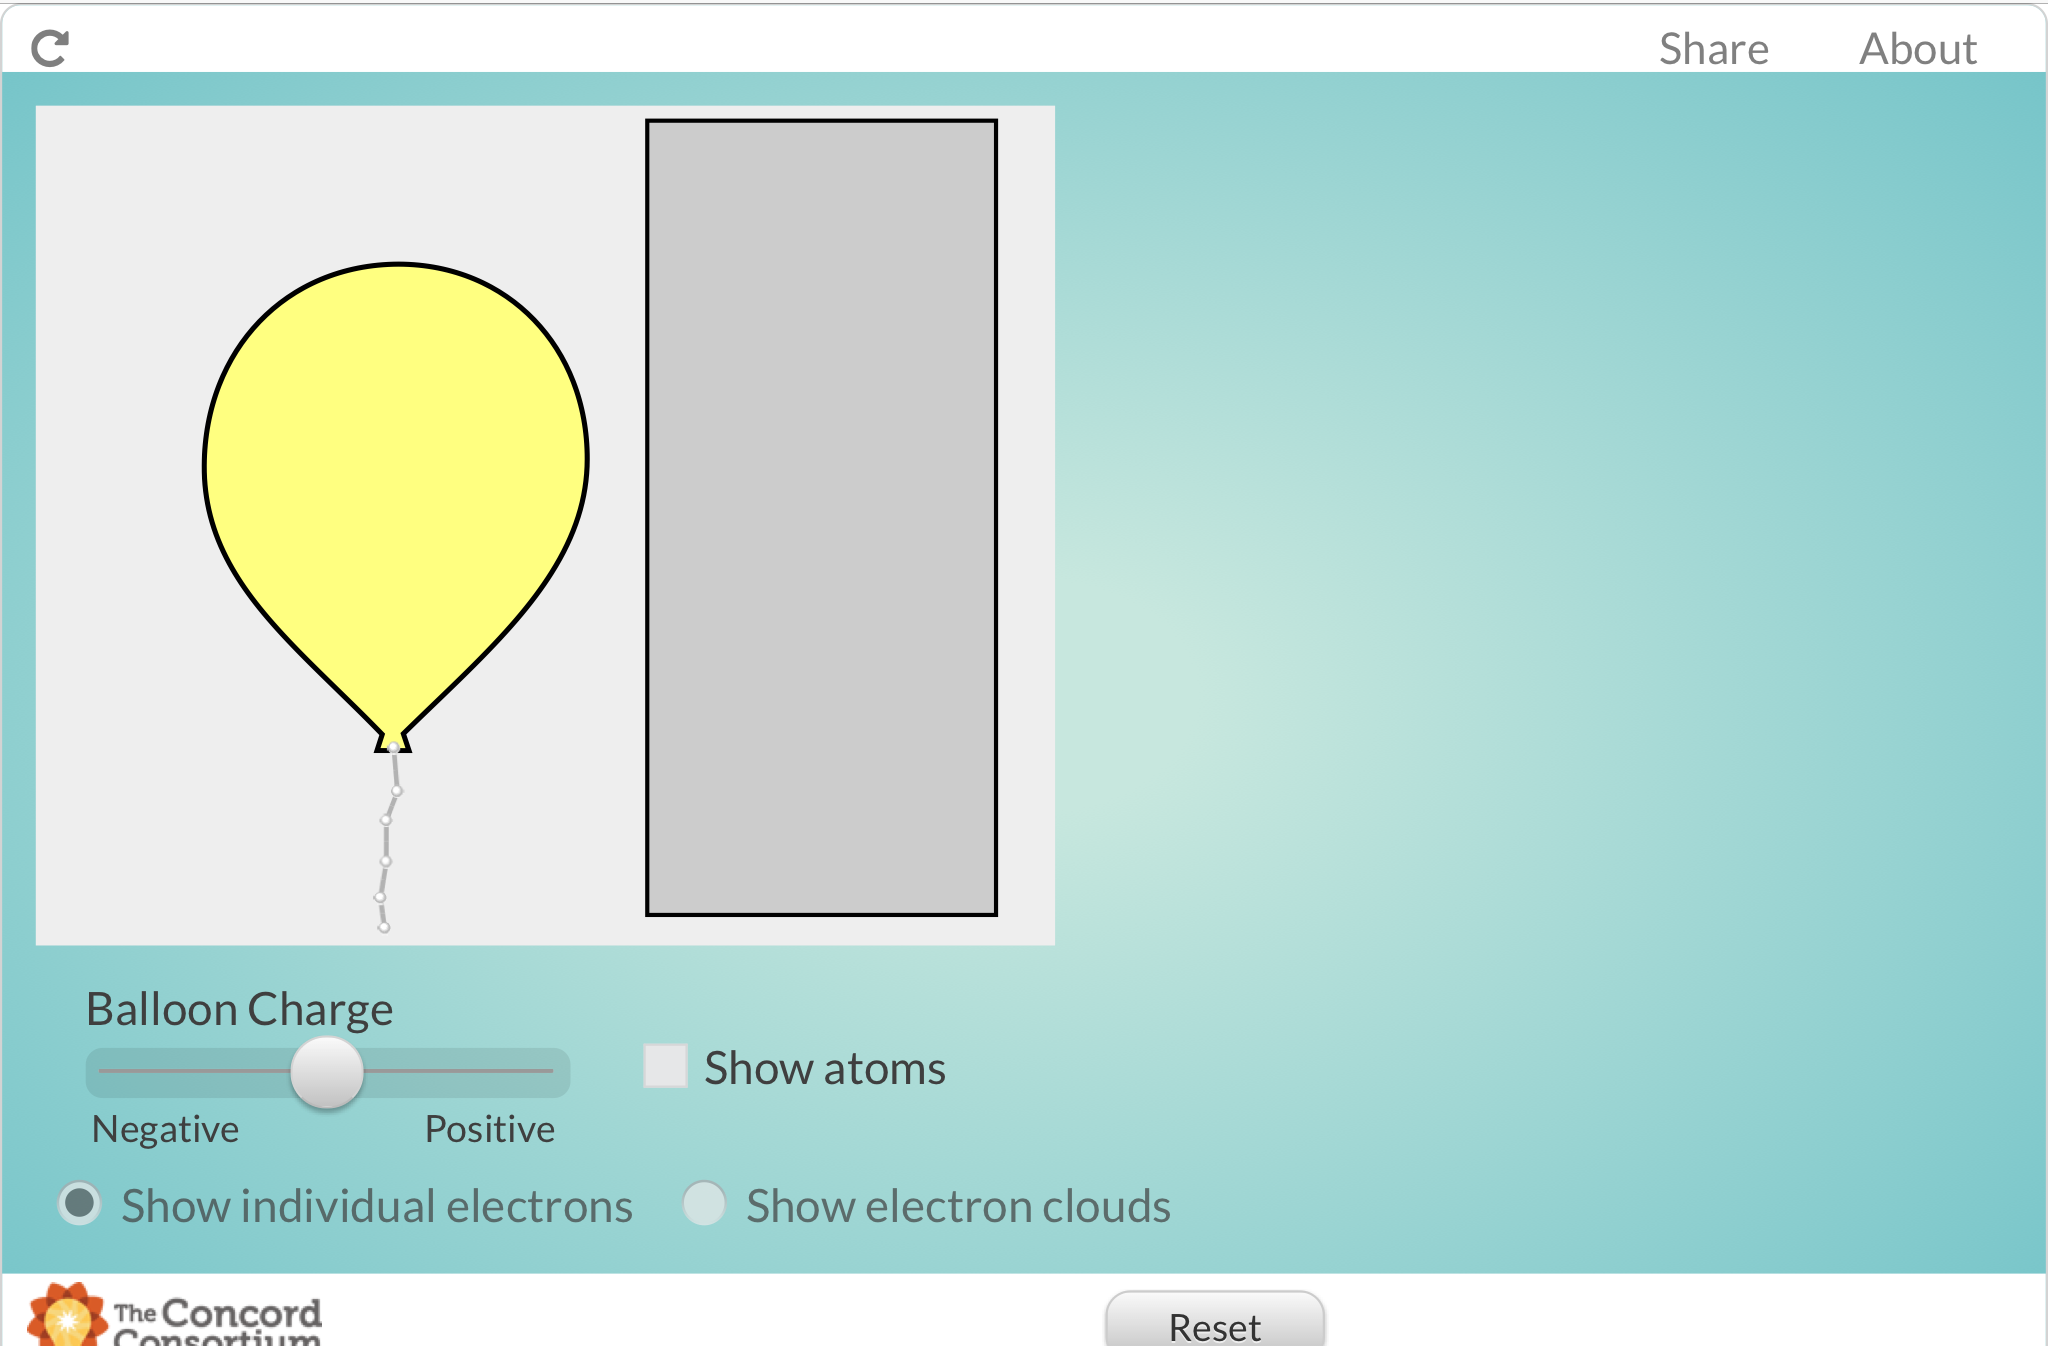 Share About
Balloon Charge
Show atoms
Negative Positive
Show individual electrons Show electron clouds
The Concord
Consortium
Reset